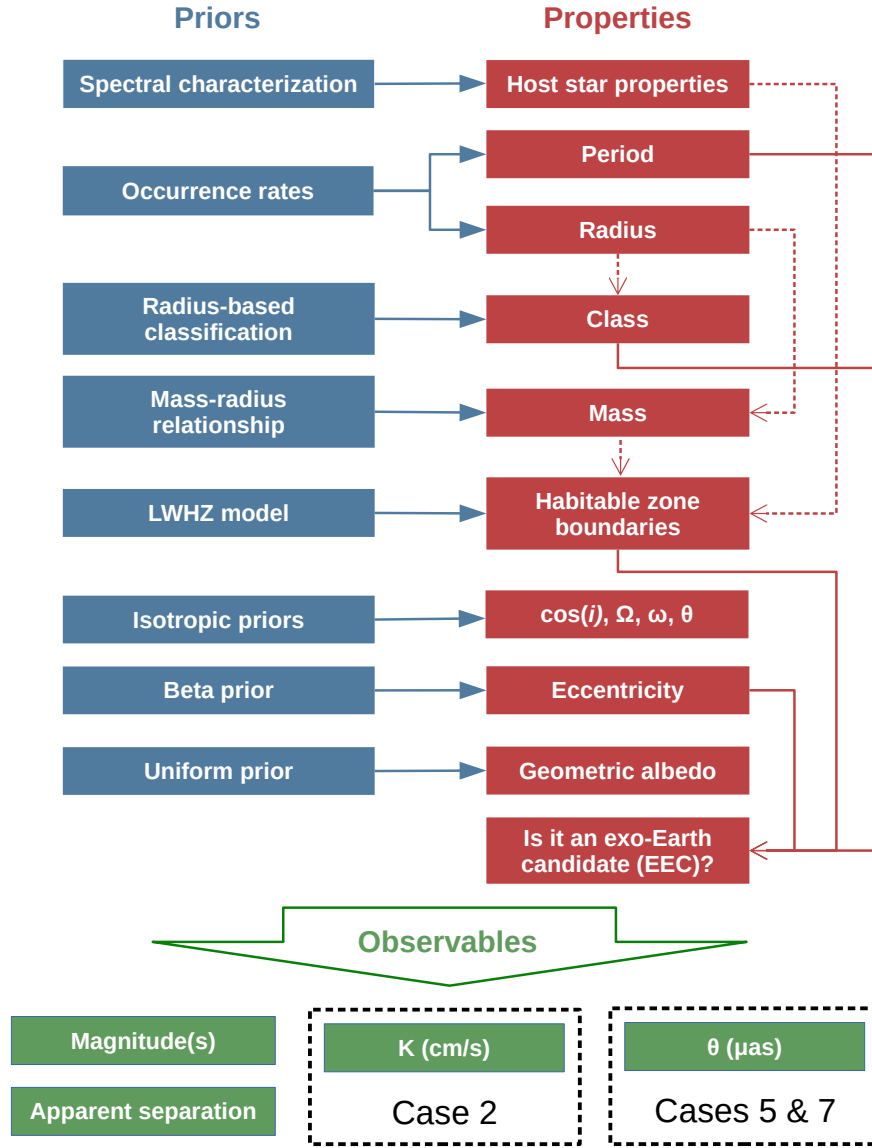 Priors
Properties
Spectral characterization
Host star properties
Occurrence rates
Period
Radius
Radius-based
classification
Class
Mass-radius
relationship
Mass
LWHZ model
Habitable zone
boundaries
Isotropic priors
cos(i), Ω, ω, θ
Beta prior
Eccentricity
Uniform prior
Geometric albedo
Is it an exo-Earth
candidate (EEC)?
Observables
Magnitude(s)
Apparent separation
K (cm/s)
Case 2
θ (μas)
Cases 5 & 7